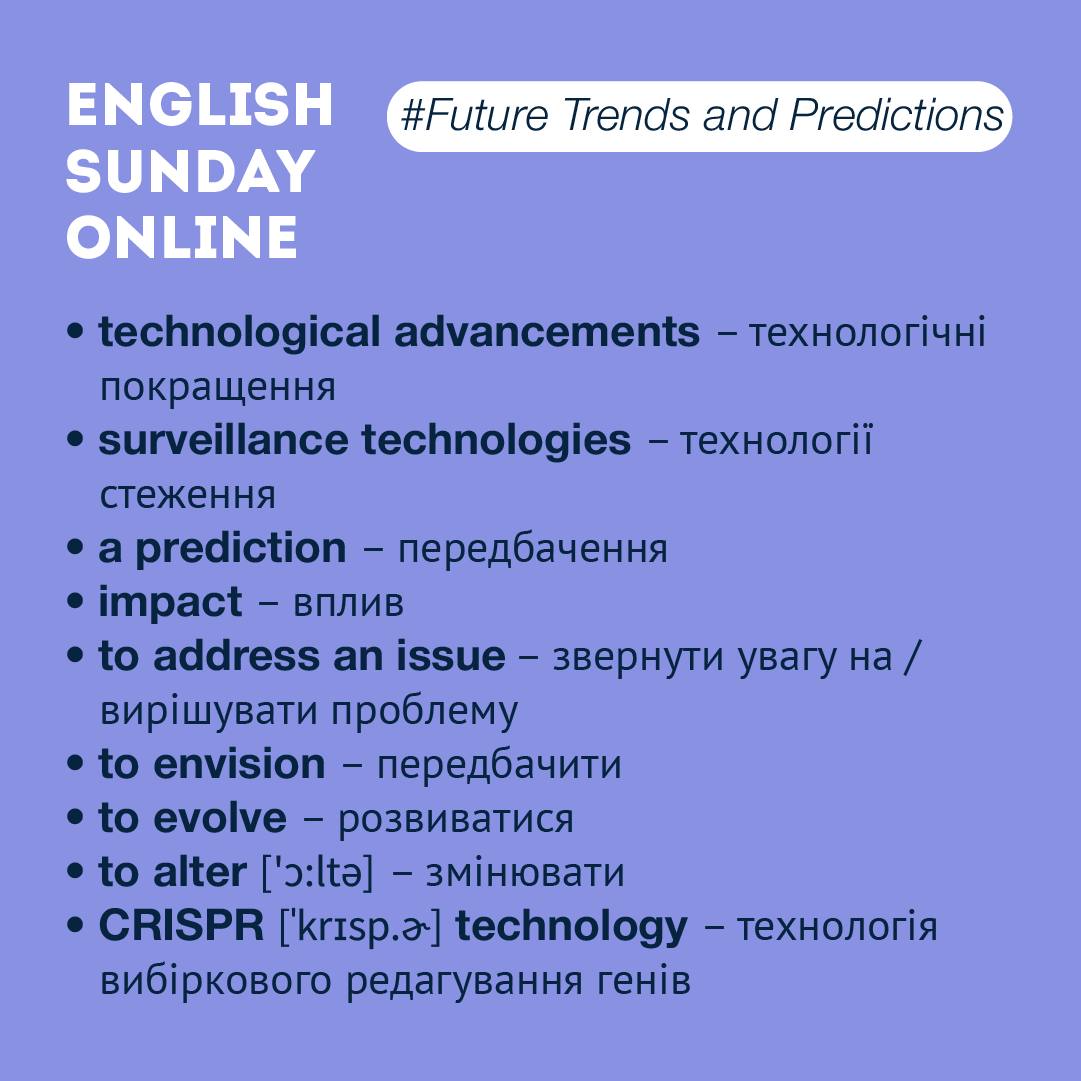 ENGLISH
SUNDAY
ONLINE
#Future Trends and Predictions
• technological advancements – технологічні
покращення
• surveillance technologies – технології
стеження
• a prediction – передбачення
• impact – вплив
• to address an issue – звернути увагу на /
вирішувати проблему
• to envision – передбачити
• to evolve – розвиватися
• to alter ['ɔ:ltə] – змінювати
• CRISPR [ˈkrɪsp.ɚ] technology – технологія
вибіркового редагування генів